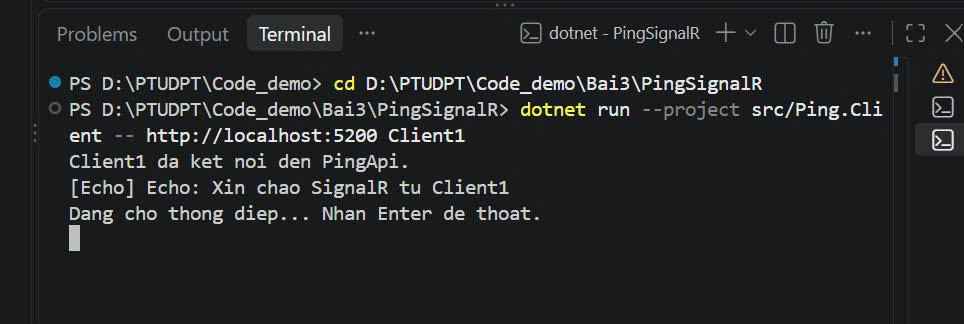 Problems Output Terminal ··· dotnet - PingSignalR ···
PS D:\PTUDPT\Code_demo> cd D:\PTUDPT\Code_demo\Bai3\PingSignalR
PS D:\PTUDPT\Code_demo\Bai3\PingSignalR> dotnet run --project src/Ping.Cli
ent -- http://localhost:5200 Client1
Client1 da ket noi den PingApi.
[Echo] Echo: Xin chao SignalR tu Client1
Dang cho thong diep... Nhan Enter de thoat.